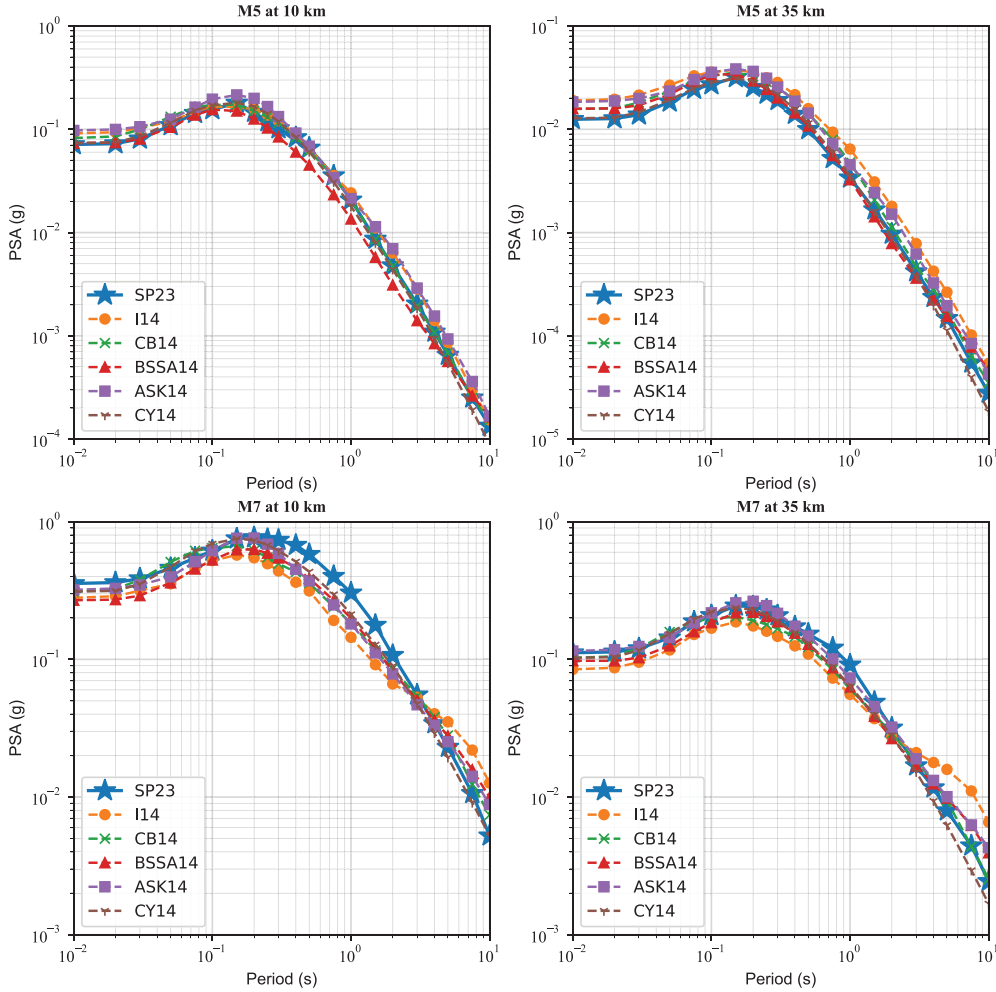 M5 at 10 km
PSA (g)
10^0
10^-1
10^-2
10^-3
10^-4
SP23
I14
CB14
BSSA14
ASK14
CY14
10^-2
10^-1
10^0
10^1
Period (s)
M5 at 35 km
PSA (g)
10^-1
10^-2
10^-3
10^-4
10^-5
SP23
I14
CB14
BSSA14
ASK14
CY14
10^-2
10^-1
10^0
10^1
Period (s)
M7 at 10 km
PSA (g)
10^0
10^-1
10^-2
10^-3
SP23
I14
CB14
BSSA14
ASK14
CY14
10^-2
10^-1
10^0
10^1
Period (s)
M7 at 35 km
PSA (g)
10^0
10^-1
10^-2
10^-3
SP23
I14
CB14
BSSA14
ASK14
CY14
10^-2
10^-1
10^0
10^1
Period (s)